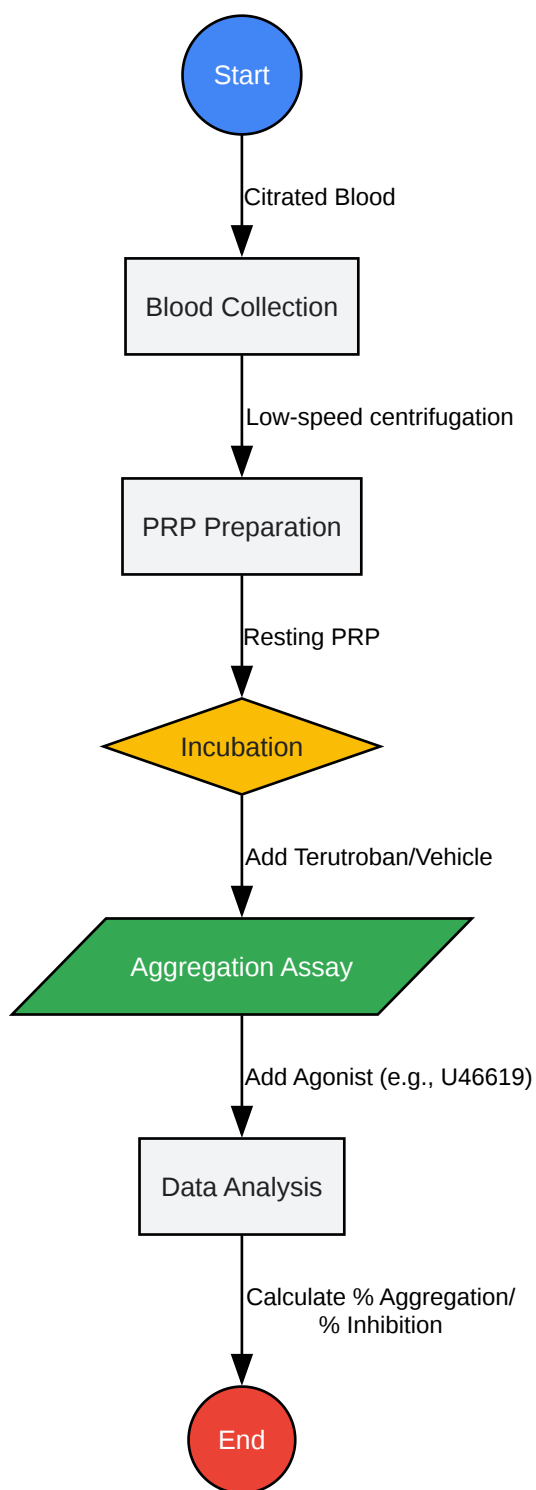 Start
Citrated Blood
Blood Collection
Low-speed centrifugation
PRP Preparation
Resting PRP
Incubation
Add Terutroban/Vehicle
Aggregation Assay
Add Agonist (e.g., U46619)
Data Analysis
Calculate % Aggregation/
% Inhibition
End